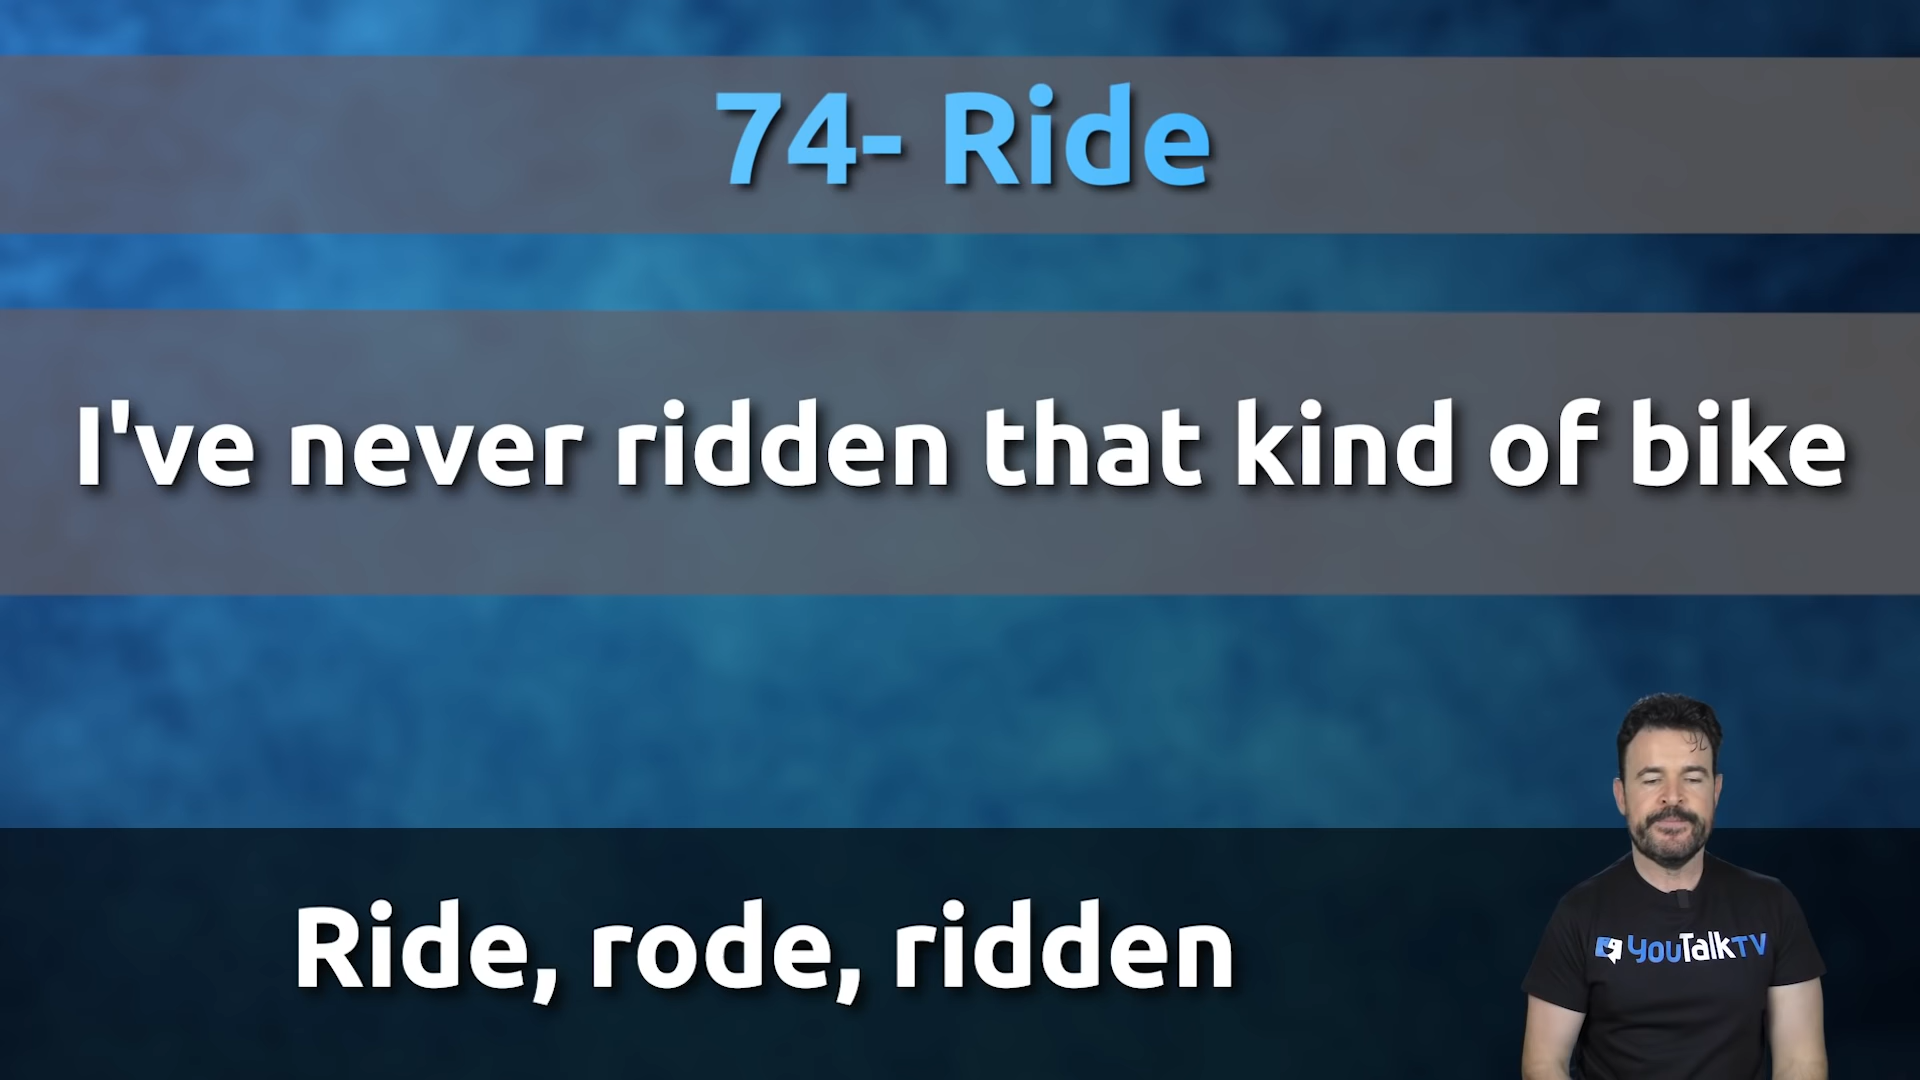 74- Ride
I've never ridden that kind of bike
Ride, rode, ridden
YouTalkTV